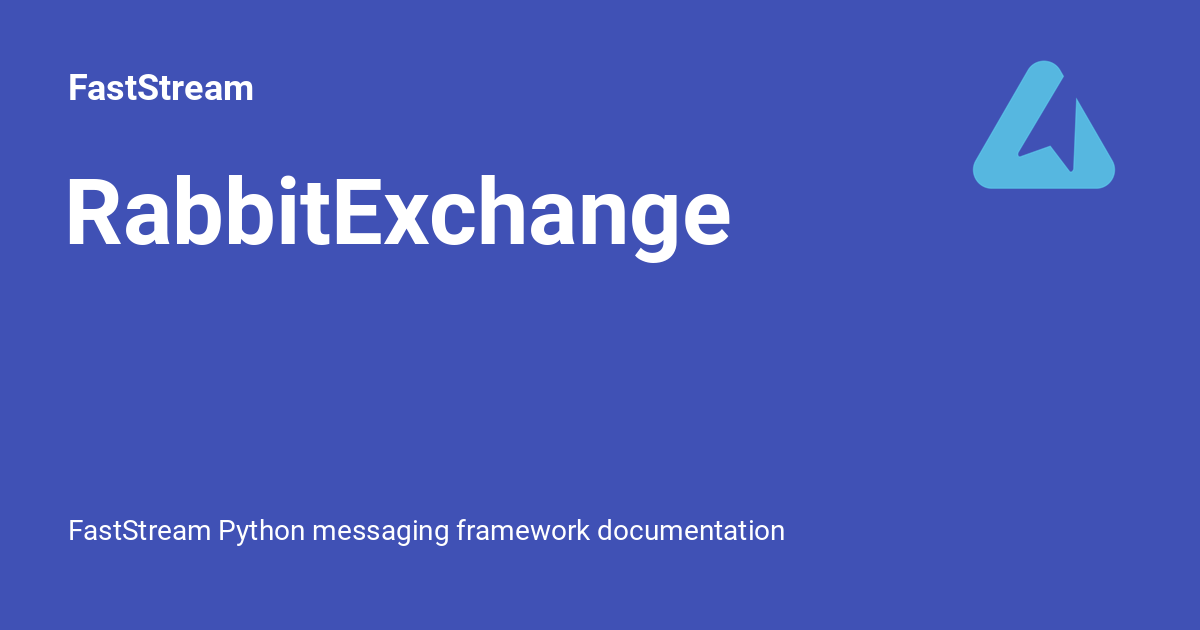 FastStream
RabbitExchange
FastStream Python messaging framework documentation